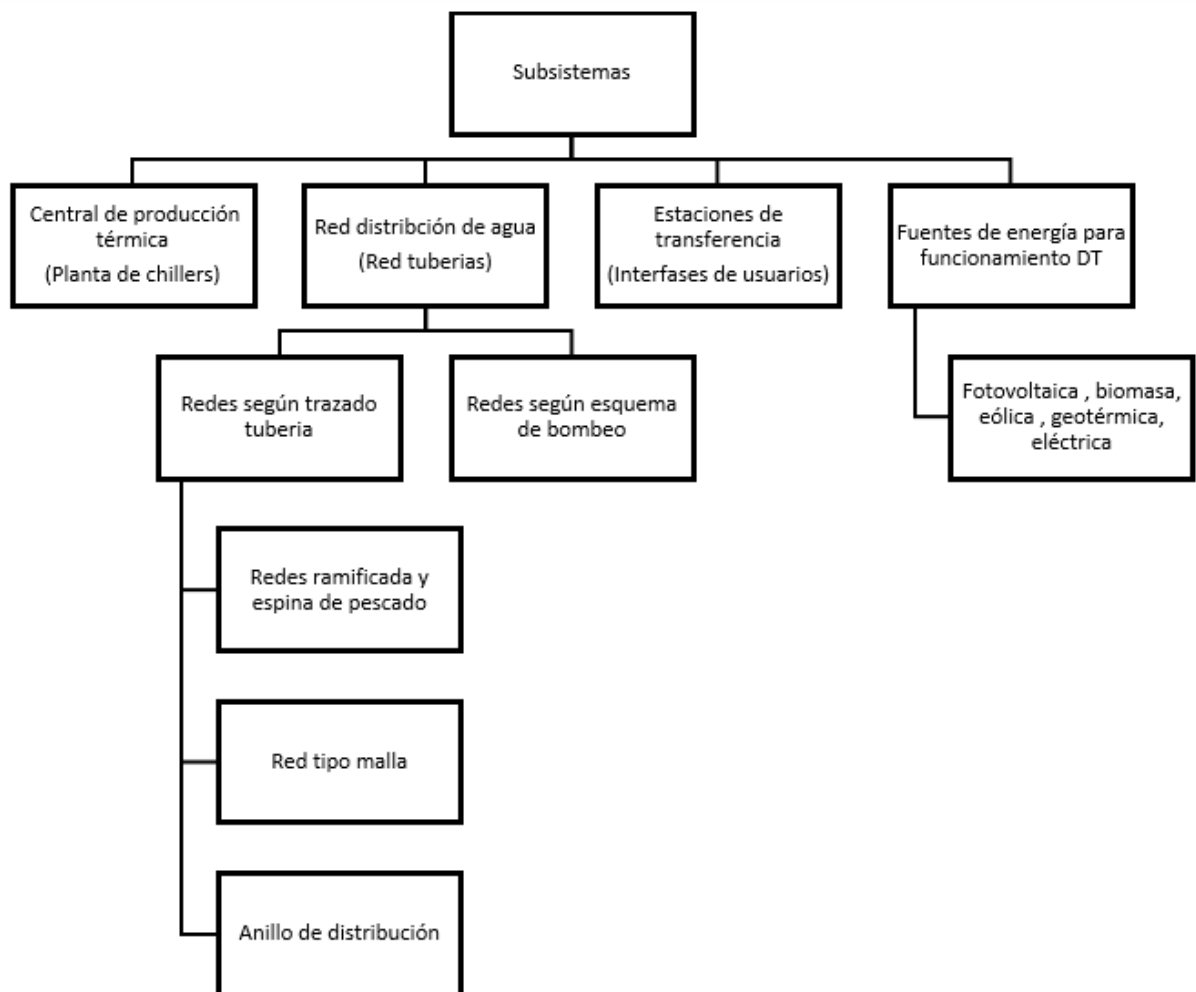 Subsistemas
Central de producción
térmica
(Planta de chillers)
Red distribción de agua
(Red tuberias)
Estaciones de
transferencia
(Interfases de usuarios)
Fuentes de energía para
funcionamiento DT
Redes según trazado
tuberia
Redes según esquema
de bombeo
Fotovoltaica , biomasa,
eólica , geotérmica,
eléctrica
Redes ramificada y
espina de pescado
Red tipo malla
Anillo de distribución